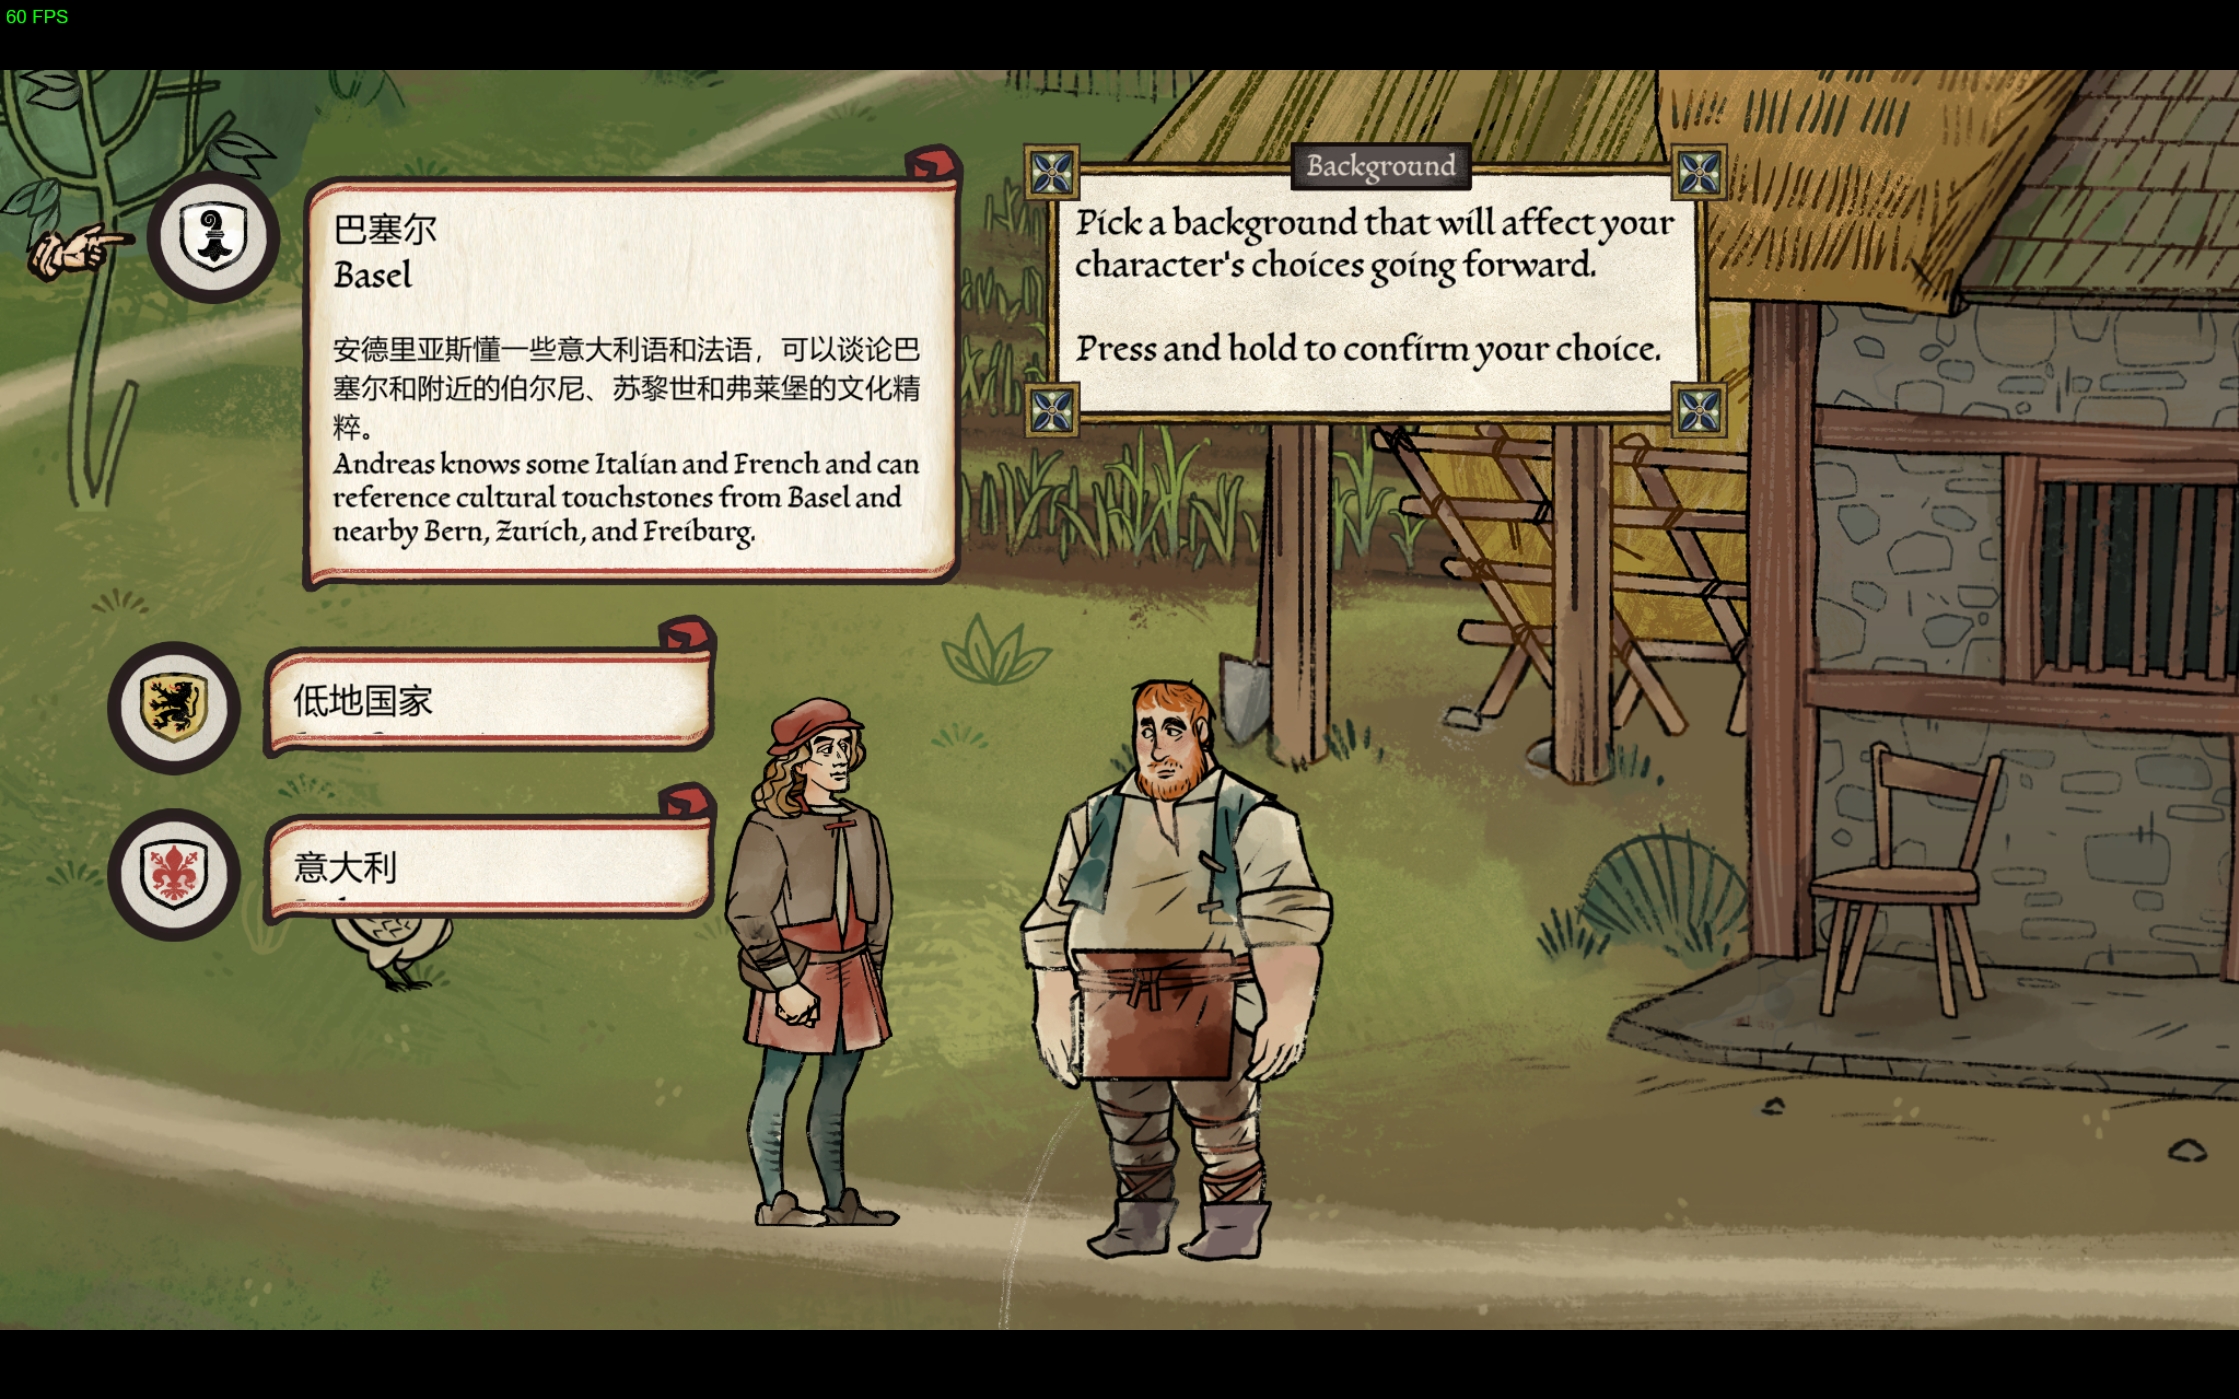 60 FPS
巴塞尔
Basel
安德里亚斯懂一些意大利语和法语，可以谈论巴
塞尔和附近的伯尔尼、苏黎世和弗莱堡的文化精
粹。
Andreas knows some Italian and French and can
reference cultural touchstones from Basel and
nearby Bern, Zurich, and Freiburg.
低地国家
意大利
Background
Pick a background that will affect your
character's choices going forward.
Press and hold to confirm your choice.